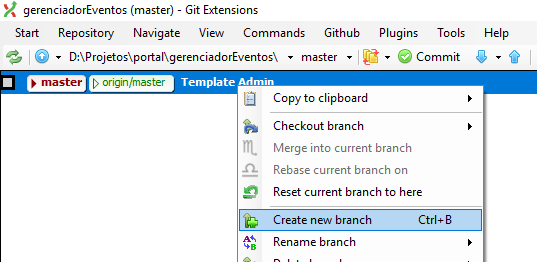 gerenciadorEventos (master) - Git Extensions
Start Repository Navigate View Commands Github Plugins Tools Help
D:\Projetos\portal\gerenciadorEventos\ master Commit
master origin/master Template Admin
Copy to clipboard
Checkout branch
Merge into current branch
Rebase current branch on
Reset current branch to here
Create new branch Ctrl+B
Rename branch